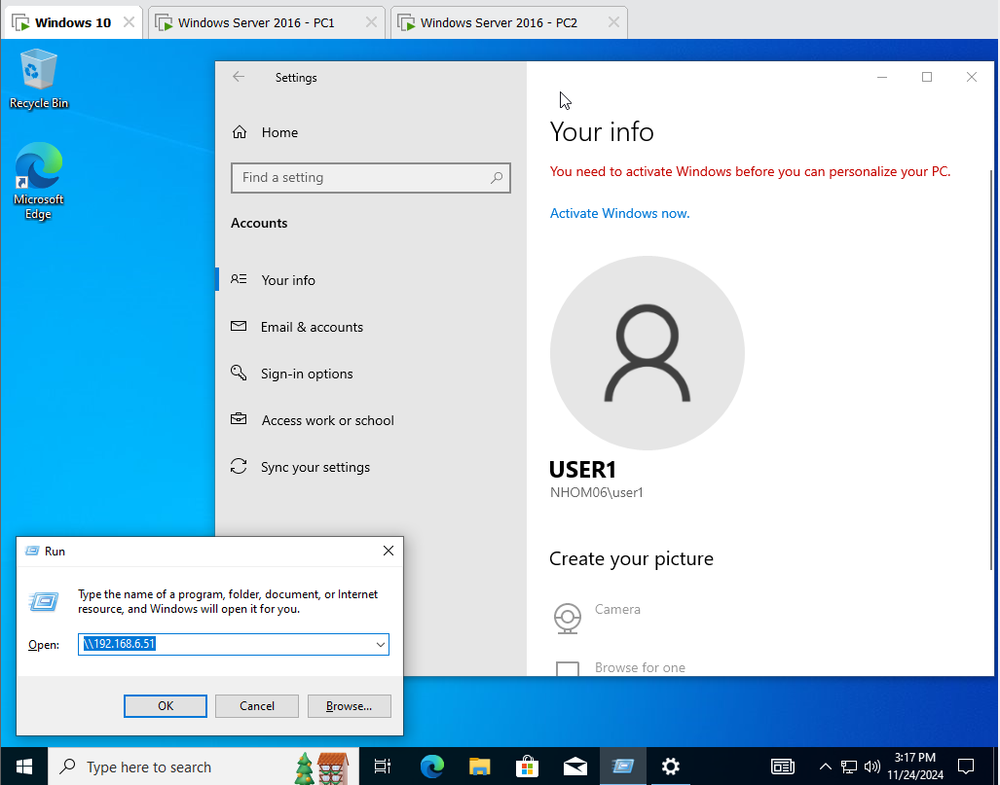 Windows 10
Windows Server 2016 - PC1
Windows Server 2016 - PC2
Recycle Bin
Microsoft
Edge
Settings
Home
Find a setting
Accounts
Your info
Email & accounts
Sign-in options
Access work or school
Sync your settings
Your info
You need to activate Windows before you can personalize your PC.
Activate Windows now.
USER1
NHOM06\user1
Create your picture
Camera
Browse for one
Run
Type the name of a program, folder, document, or Internet
resource, and Windows will open it for you.
Open:
\\192.168.6.51
OK
Cancel
Browse...
Type here to search
3:17 PM
11/24/2024